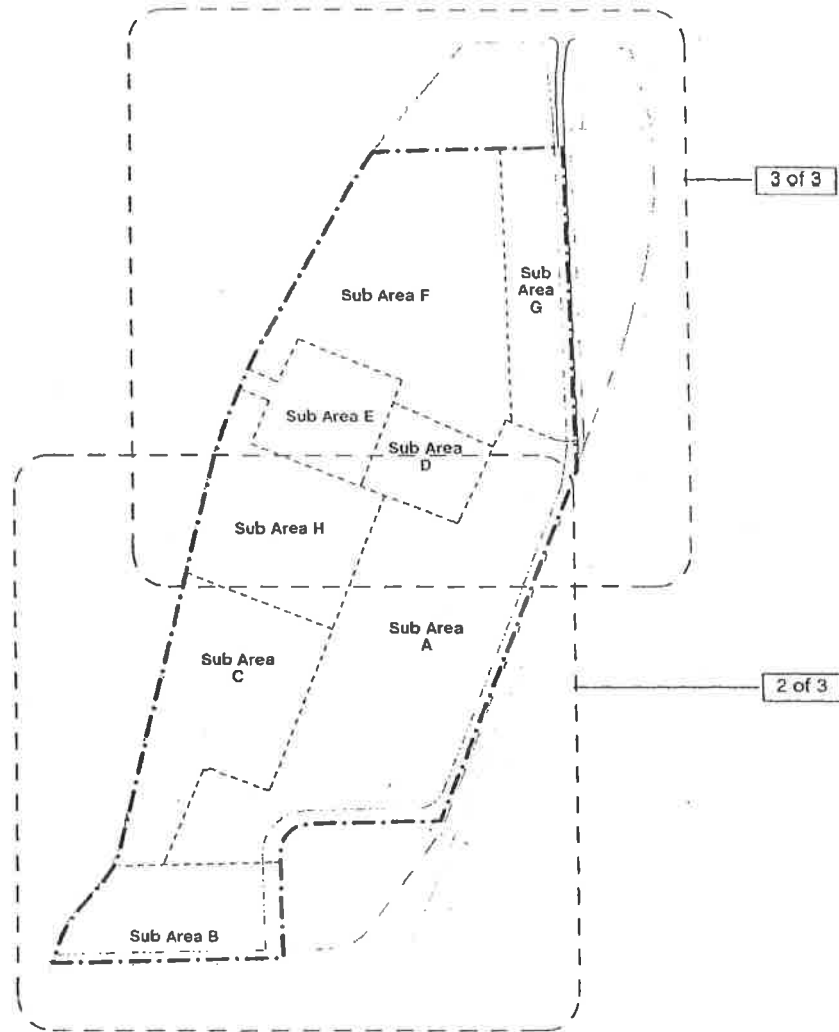 3 of 3
Sub Area F
Sub
Area
G
Sub Area E
Sub Area
D
Sub Area H
Sub Area
A
Sub Area
C
2 of 3
Sub Area B